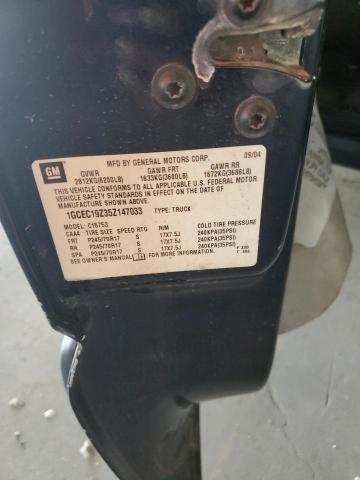 GM
MFD BY GENERAL MOTORS CORP. 09/04
GVWR GAWR FRT GAWR RR
2812KG(6200LB) 1633KG(3600LB) 1672KG(3686LB)
THIS VEHICLE CONFORMS TO ALL APPLICABLE U.S. FEDERAL MOTOR
VEHICLE SAFETY STANDARDS IN EFFECT ON THE DATE OF
MANUFACTURE SHOWN ABOVE.
1GCEC19Z35Z147033 TYPE: TRUCK
MODEL: C15753
CAA4 TIRE SIZE SPEED RTG RIM COLD TIRE PRESSURE
FRT P245/70R17 S 17X7.5J 240KPA(35PSI)
RR P245/70R17 S 17X7.5J 240KPA(35PSI)
SPA P245/70R17 S 17X7.5J 240KPA(35PSI)
SEE OWNER'S MANUAL FOR MORE INFORMATION.